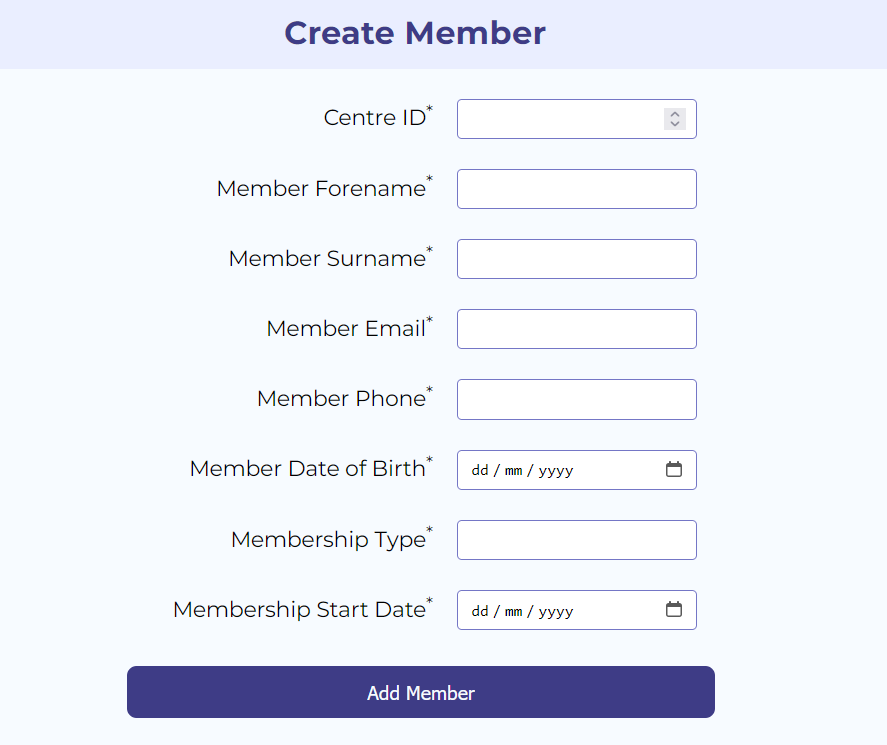 Create Member
Centre ID*
Member Forename*
Member Surname*
Member Email*
Member Phone*
Member Date of Birth* dd / mm / yyyy
Membership Type*
Membership Start Date* dd / mm / yyyy
Add Member